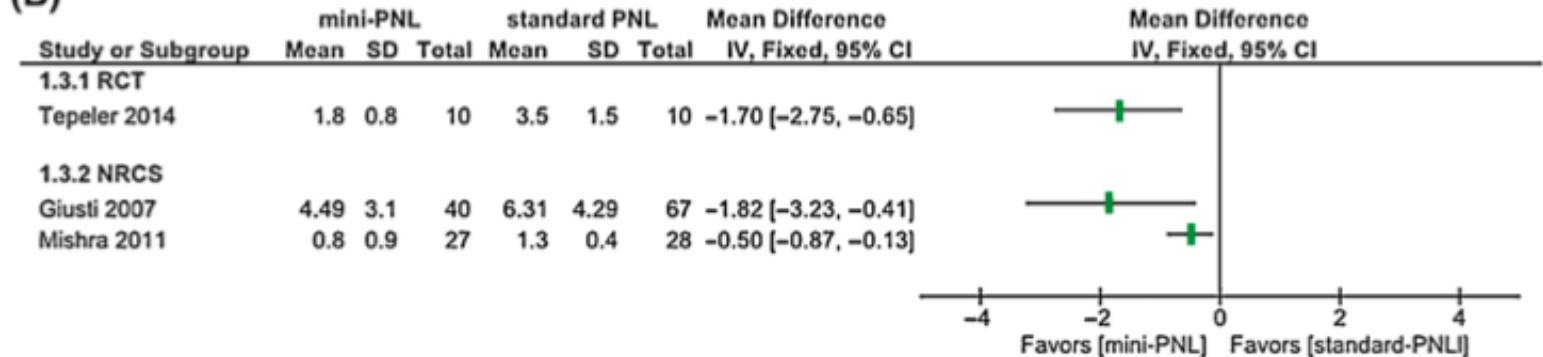 (B)
mini-PNL standard PNL Mean Difference Mean Difference
Study or Subgroup Mean SD Total Mean SD Total IV, Fixed, 95% CI IV, Fixed, 95% CI
1.3.1 RCT
Tepeler 2014 1.8 0.8 10 3.5 1.5 10 −1.70 [−2.75, −0.65]
1.3.2 NRCS
Giusti 2007 4.49 3.1 40 6.31 4.29 67 −1.82 [−3.23, −0.41]
Mishra 2011 0.8 0.9 27 1.3 0.4 28 −0.50 [−0.87, −0.13]
−4 −2 0 2 4
Favors [mini-PNL] Favors [standard-PNLl]